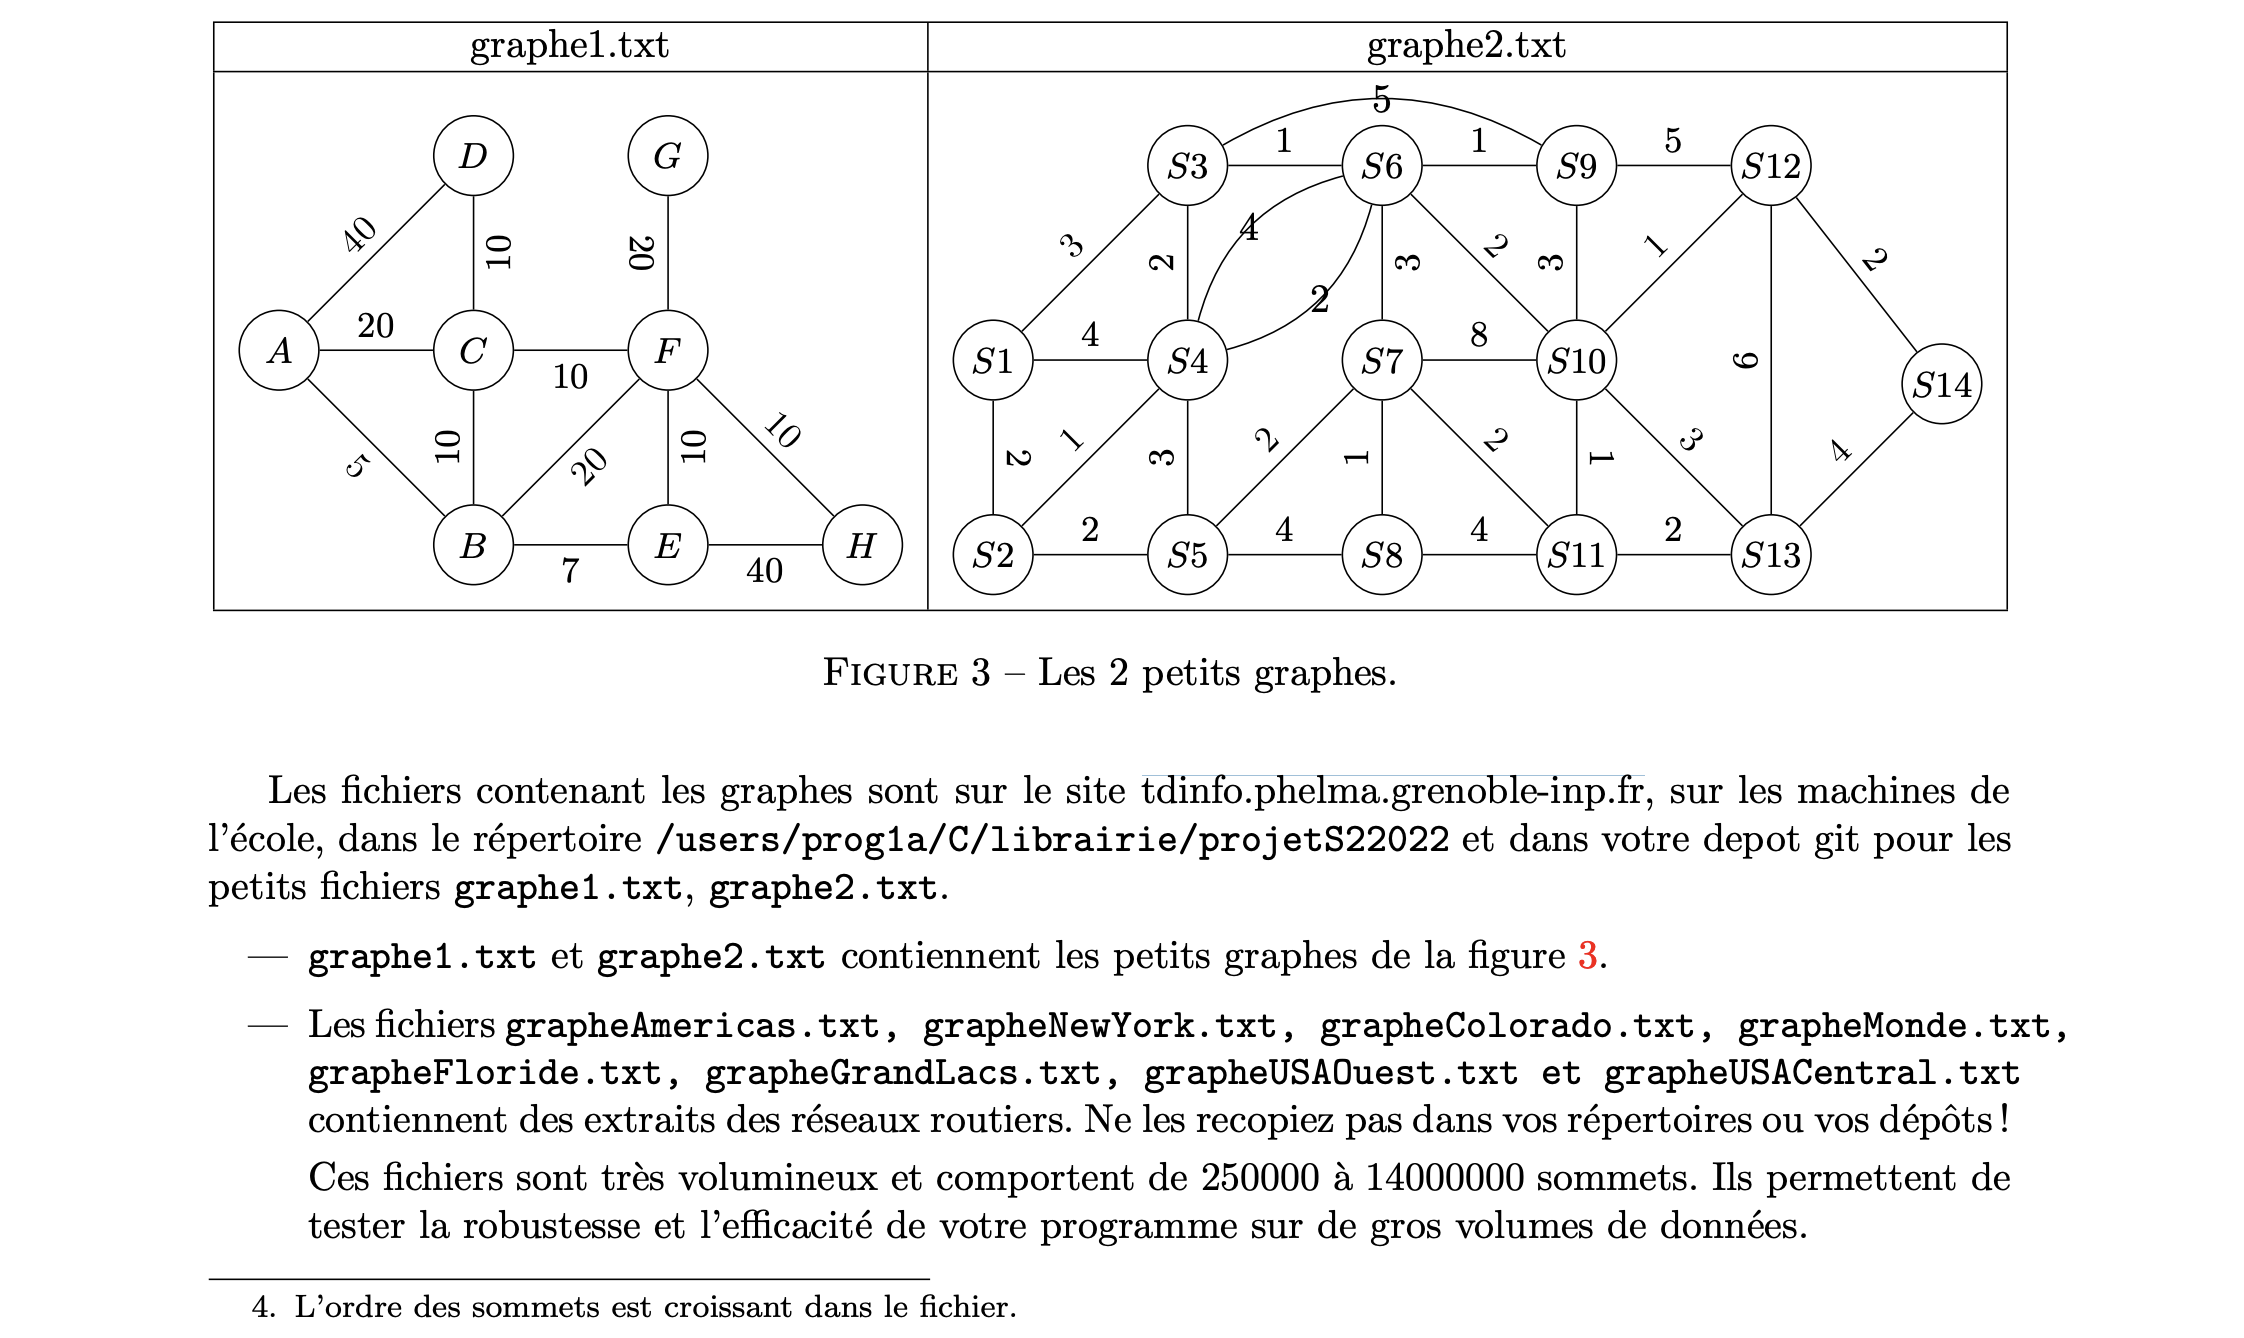 graphe1.txt
graphe2.txt
D
G
40
10
20
A
20
C
10
F
5
10
20
10
10
B
7
E
40
H
5
S3
1
S6
1
S9
5
S12
3
2
4
2
3
2
3
1
2
S1
4
S4
S7
8
S10
6
S14
2
1
3
2
1
2
1
3
4
S2
2
S5
4
S8
4
S11
2
S13
FIGURE 3 – Les 2 petits graphes.
Les fichiers contenant les graphes sont sur le site tdinfo.phelma.grenoble-inp.fr, sur les machines de
l'école, dans le répertoire /users/prog1a/C/librairie/projetS22022 et dans votre depot git pour les
petits fichiers graphe1.txt, graphe2.txt.
— graphe1.txt et graphe2.txt contiennent les petits graphes de la figure 3.
— Les fichiers grapheAmericas.txt, grapheNewYork.txt, grapheColorado.txt, grapheMonde.txt,
grapheFloride.txt, grapheGrandLacs.txt, grapheUSAOuest.txt et grapheUSACentral.txt
contiennent des extraits des réseaux routiers. Ne les recopiez pas dans vos répertoires ou vos dépôts !
Ces fichiers sont très volumineux et comportent de 250000 à 14000000 sommets. Ils permettent de
tester la robustesse et l'efficacité de votre programme sur de gros volumes de données.
4. L'ordre des sommets est croissant dans le fichier.